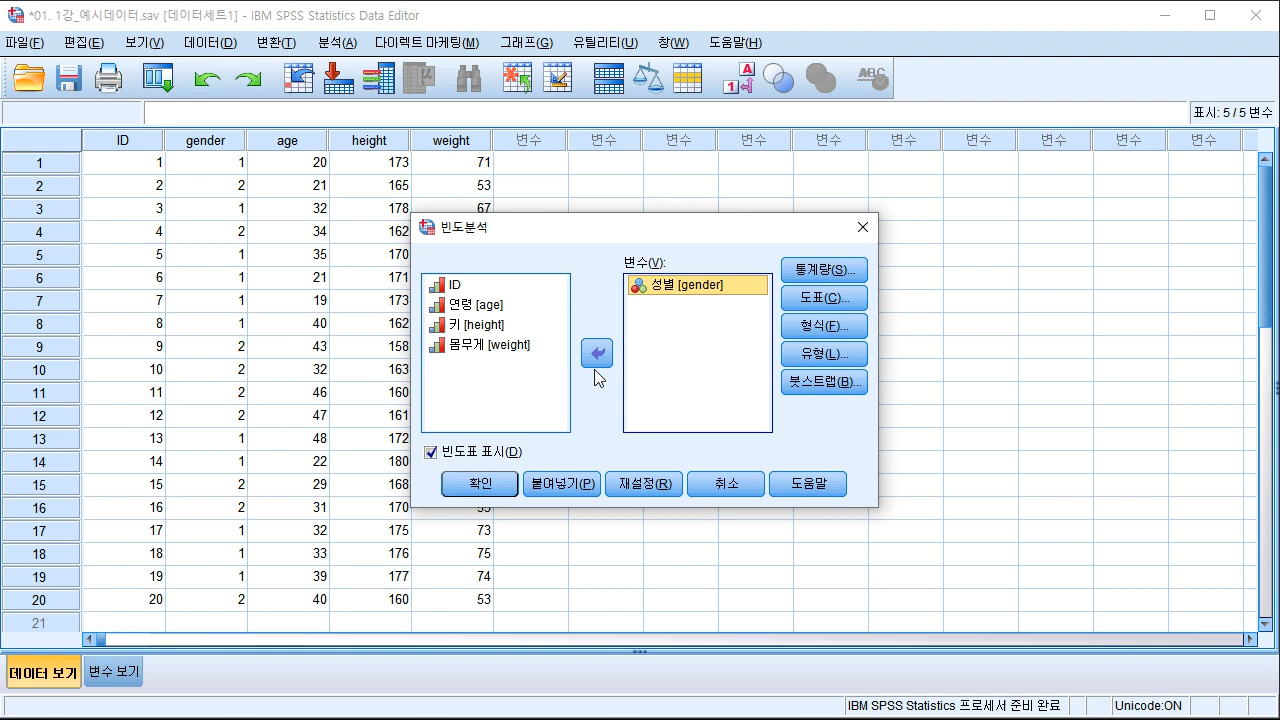 *01. 1강_예시데이터.sav [데이터세트1] - IBM SPSS Statistics Data Editor
파일(F) 편집(E) 보기(V) 데이터(D) 변환(T) 분석(A) 다이렉트 마케팅(M) 그래프(G) 유틸리티(U) 창(W) 도움말(H)
표시: 5 / 5 변수
ID gender age height weight 변수 변수 변수 변수 변수 변수 변수 변수 변수 변수
1 1 1 20 173 71
2 2 2 21 165 53
3 3 1 32 178 67
4 4 2 34 162
5 5 1 35 170
6 6 1 21 171
7 7 1 19 173
8 8 1 40 162
9 9 2 43 158
10 10 2 32 163
11 11 2 46 160
12 12 2 47 161
13 13 1 48 172
14 14 1 22 180
15 15 2 29 168
16 16 2 31 170
17 17 1 32 175 73
18 18 1 33 176 75
19 19 1 39 177 74
20 20 2 40 160 53
21
빈도분석
변수(V):
ID
연령 [age]
키 [height]
몸무게 [weight]
성별 [gender]
통계량(S)...
도표(C)...
형식(F)...
유형(L)...
붓스트랩(B)...
빈도표 표시(D)
확인 붙여넣기(P) 재설정(R) 취소 도움말
데이터 보기 변수 보기
IBM SPSS Statistics 프로세서 준비 완료 Unicode:ON